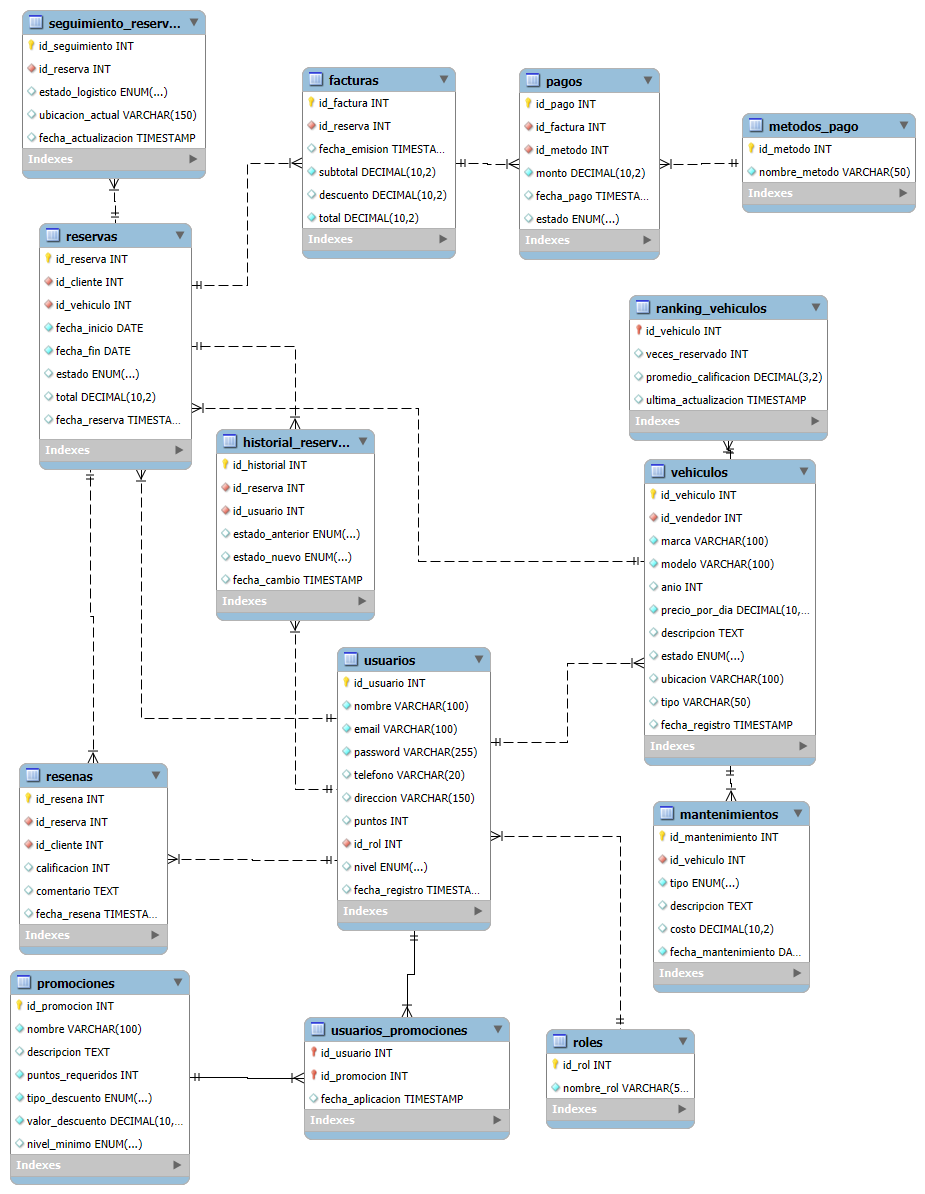 seguimiento_reserv...
id_seguimiento INT
id_reserva INT
estado_logistico ENUM(...)
ubicacion_actual VARCHAR(150)
fecha_actualizacion TIMESTAMP
Indexes
facturas
id_factura INT
id_reserva INT
fecha_emision TIMESTA...
subtotal DECIMAL(10,2)
descuento DECIMAL(10,2)
total DECIMAL(10,2)
Indexes
pagos
id_pago INT
id_factura INT
id_metodo INT
monto DECIMAL(10,2)
fecha_pago TIMESTA...
estado ENUM(...)
Indexes
metodos_pago
id_metodo INT
nombre_metodo VARCHAR(50)
Indexes
reservas
id_reserva INT
id_cliente INT
id_vehiculo INT
fecha_inicio DATE
fecha_fin DATE
estado ENUM(...)
total DECIMAL(10,2)
fecha_reserva TIMESTA...
Indexes
ranking_vehiculos
id_vehiculo INT
veces_reservado INT
promedio_calificacion DECIMAL(3,2)
ultima_actualizacion TIMESTAMP
Indexes
historial_reserv...
id_historial INT
id_reserva INT
id_usuario INT
estado_anterior ENUM(...)
estado_nuevo ENUM(...)
fecha_cambio TIMESTAMP
Indexes
vehiculos
id_vehiculo INT
id_vendedor INT
marca VARCHAR(100)
modelo VARCHAR(100)
anio INT
precio_por_dia DECIMAL(10,...
descripcion TEXT
estado ENUM(...)
ubicacion VARCHAR(100)
tipo VARCHAR(50)
fecha_registro TIMESTAMP
Indexes
usuarios
id_usuario INT
nombre VARCHAR(100)
email VARCHAR(100)
password VARCHAR(255)
telefono VARCHAR(20)
direccion VARCHAR(150)
puntos INT
id_rol INT
nivel ENUM(...)
fecha_registro TIMESTA...
Indexes
resenas
id_resena INT
id_reserva INT
id_cliente INT
calificacion INT
comentario TEXT
fecha_resena TIMESTA...
Indexes
mantenimientos
id_mantenimiento INT
id_vehiculo INT
tipo ENUM(...)
descripcion TEXT
costo DECIMAL(10,2)
fecha_mantenimiento DA...
Indexes
promociones
id_promocion INT
nombre VARCHAR(100)
descripcion TEXT
puntos_requeridos INT
tipo_descuento ENUM(...)
valor_descuento DECIMAL(10,...
nivel_minimo ENUM(...)
Indexes
usuarios_promociones
id_usuario INT
id_promocion INT
fecha_aplicacion TIMESTAMP
Indexes
roles
id_rol INT
nombre_rol VARCHAR(5...
Indexes